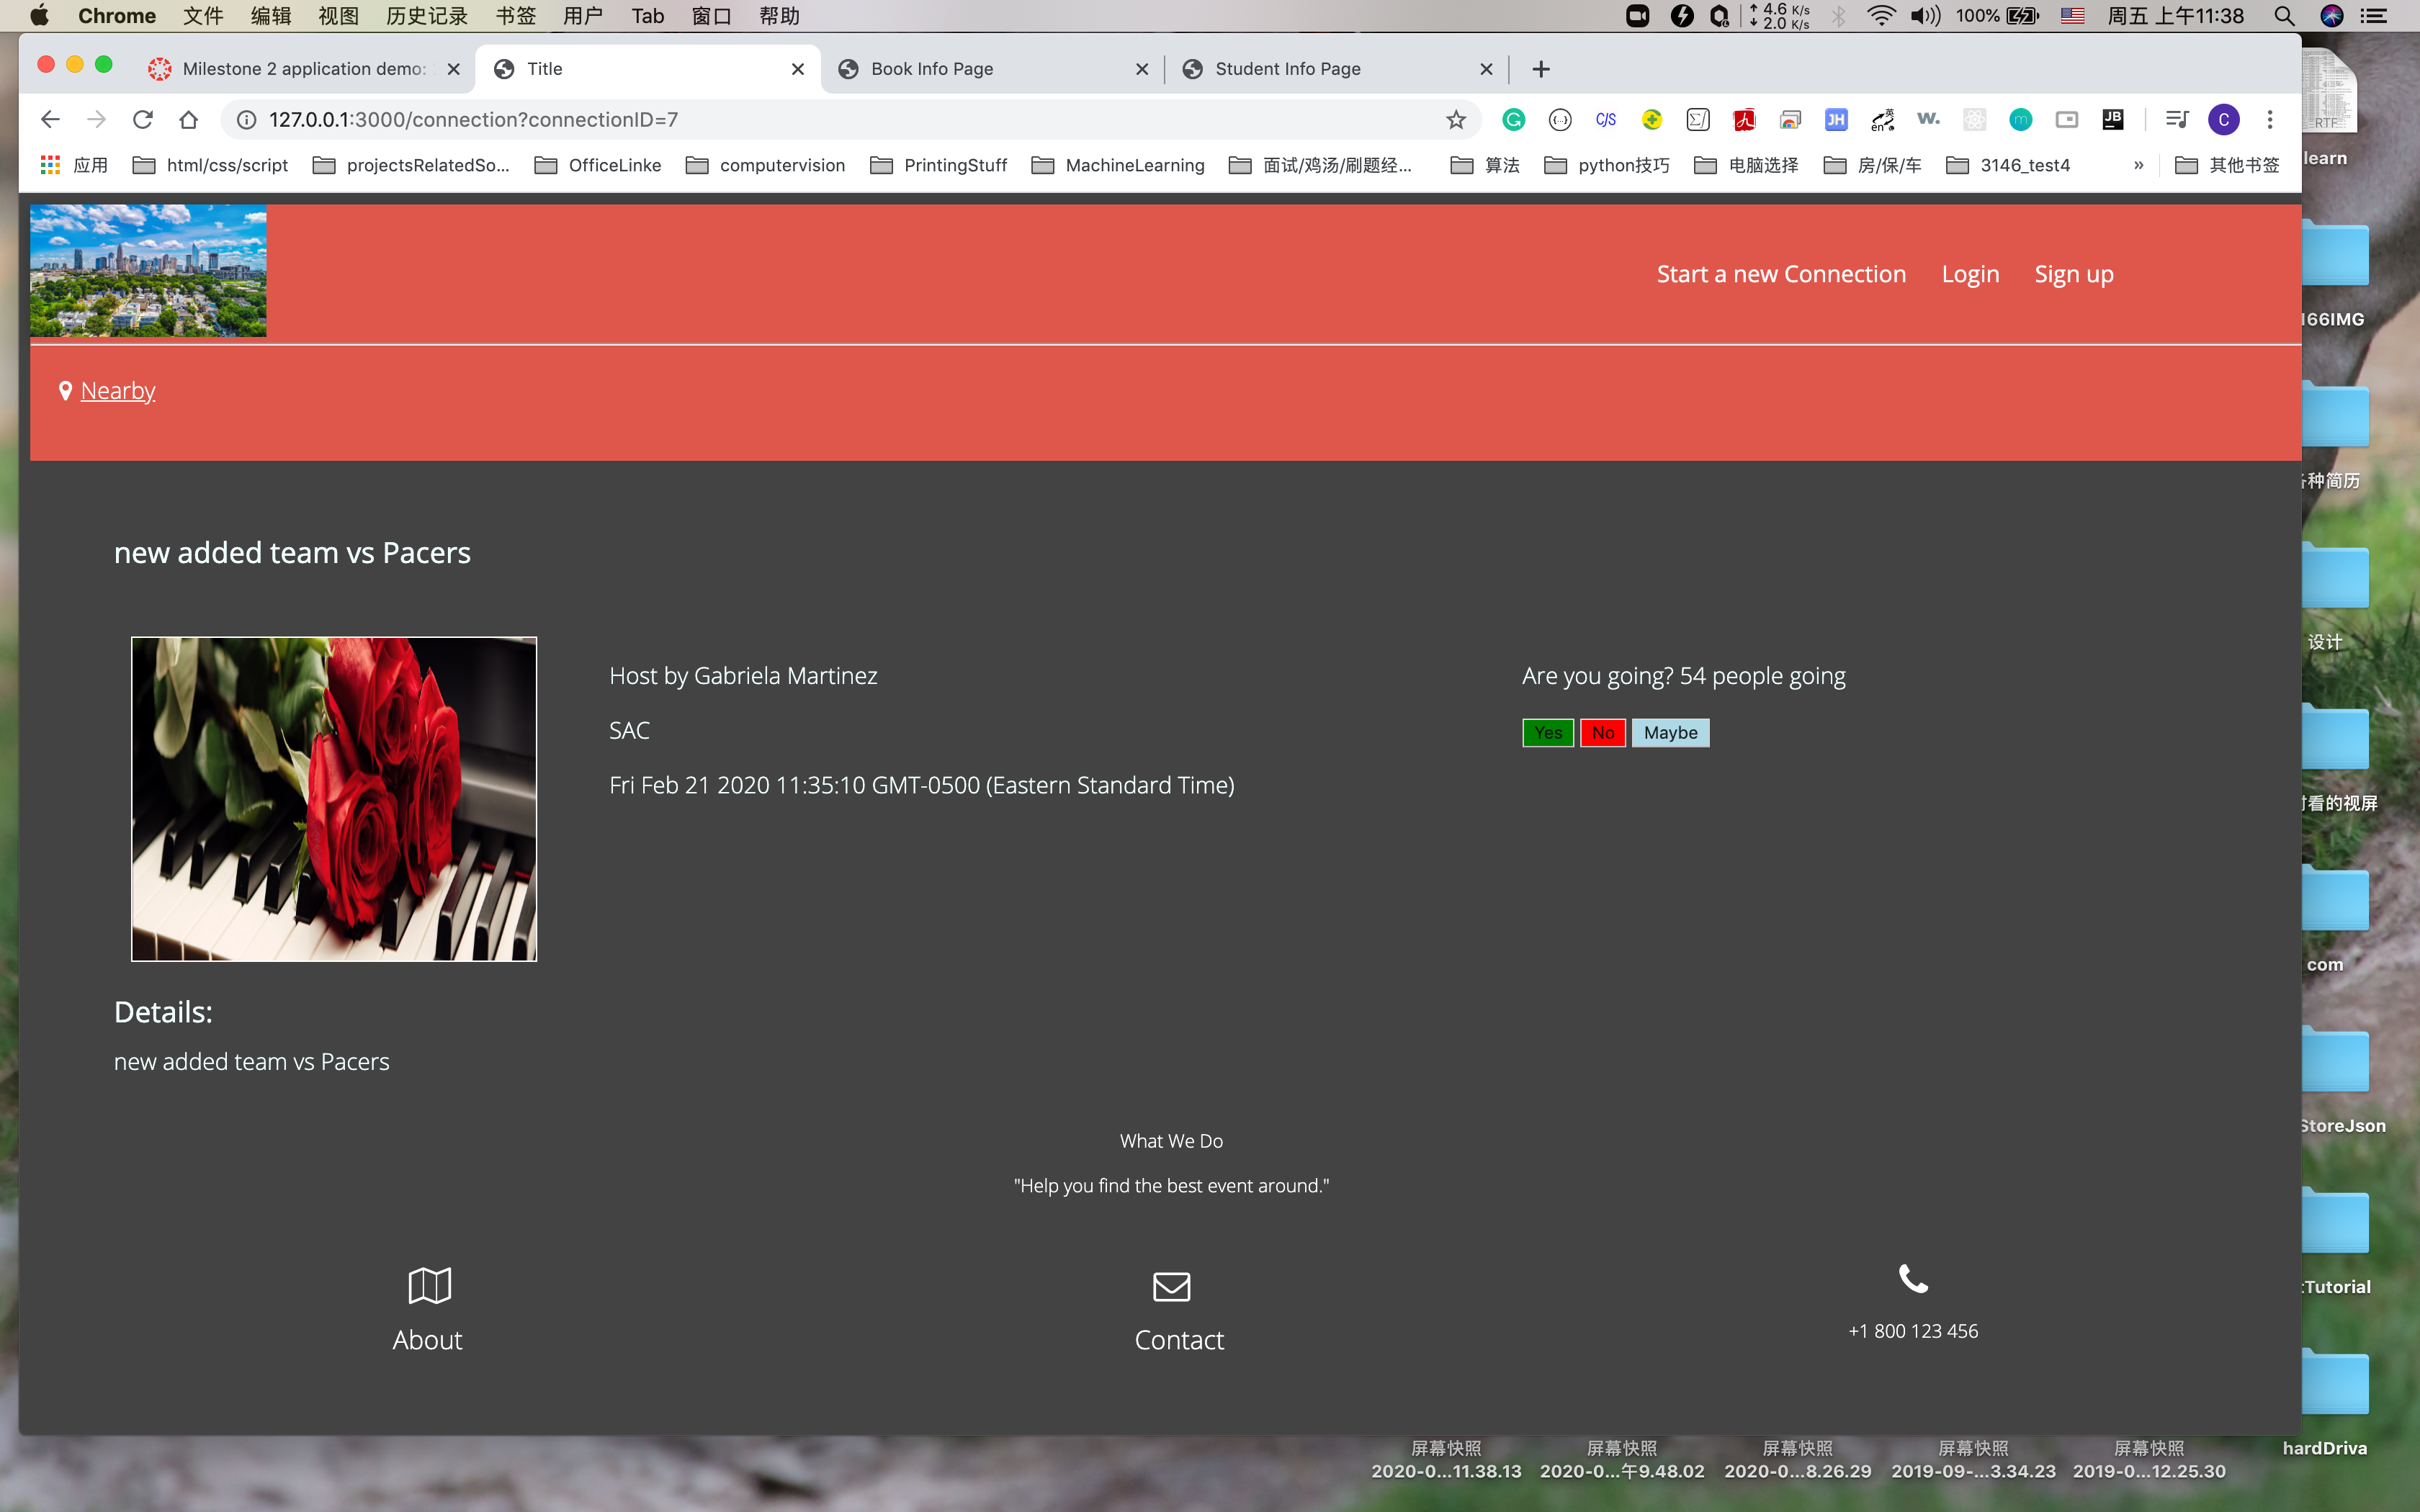 Chrome 文件 编辑 视图 历史记录 书签 用户 Tab 窗口 帮助 4.6 K/s 2.0 K/s 100% 周五 上午11:38
Milestone 2 application demo: Title Book Info Page Student Info Page
127.0.0.1:3000/connection?connectionID=7
应用 html/css/script projectsRelatedSo... OfficeLinke computervision PrintingStuff MachineLearning 面试/鸡汤/刷题经... 算法 python技巧 电脑选择 房/保/车 3146_test4 » 其他书签
Start a new Connection Login Sign up
Nearby
new added team vs Pacers
Host by Gabriela Martinez
SAC
Fri Feb 21 2020 11:35:10 GMT-0500 (Eastern Standard Time)
Are you going? 54 people going
Yes No Maybe
Details:
new added team vs Pacers
What We Do
"Help you find the best event around."
About
Contact
+1 800 123 456
RTF
learn
166IMG
种简历
设计
时看的视屏
com
StoreJson
tTutorial
hardDriva
屏幕快照
2020-0...11.38.13
屏幕快照
2020-0...午9.48.02
屏幕快照
2020-0...8.26.29
屏幕快照
2019-09-...3.34.23
屏幕快照
2019-0...12.25.30